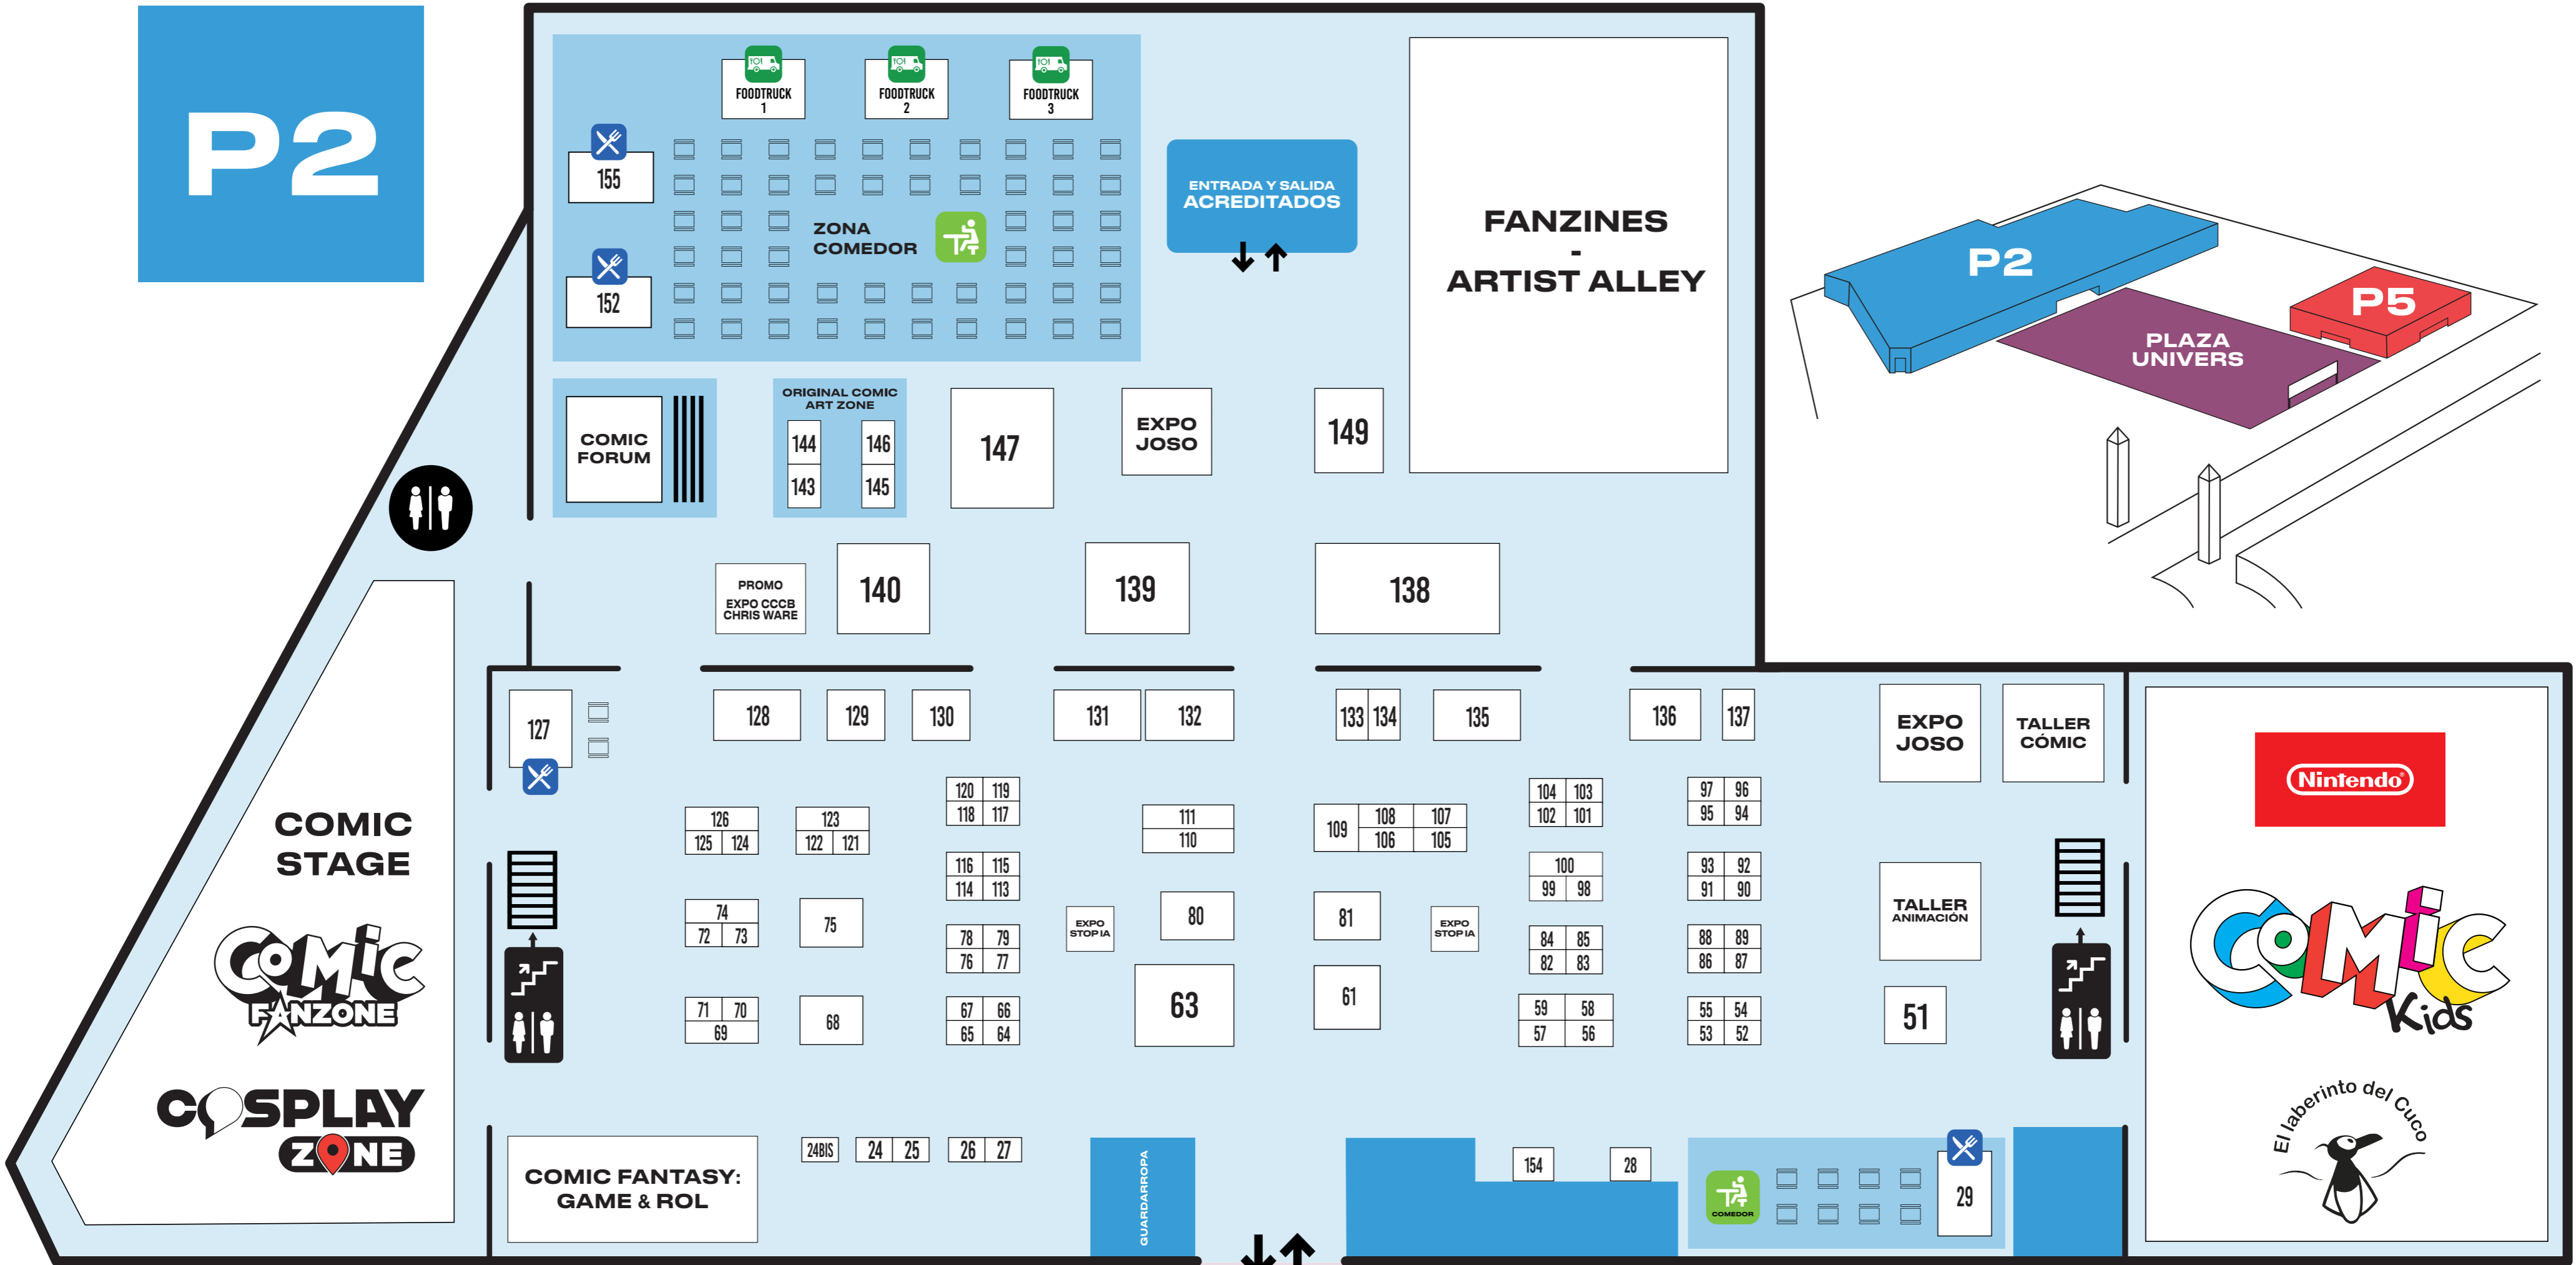 P2
FOODTRUCK
1
FOODTRUCK
2
FOODTRUCK
3
155
152
ZONA
COMEDOR
ENTRADA Y SALIDA
ACREDITADOS
FANZINES
-
ARTIST ALLEY
P2
P5
PLAZA
UNIVERS
COMIC
FORUM
ORIGINAL COMIC
ART ZONE
144
146
143
145
147
EXPO
JOSO
149
PROMO
EXPO CCCB
CHRIS WARE
140
139
138
127
128
129
130
131
132
133
134
135
136
137
EXPO
JOSO
TALLER
CÓMIC
Nintendo®
COMIC
STAGE
COMIC
FANZONE
COSPLAY
ZONE
126
125 124
123
122 121
120 119
118 117
116 115
114 113
111
110
109
108 107
106 105
104 103
102 101
100
99 98
97 96
95 94
93 92
91 90
74
72 73
75
78 79
76 77
EXPO
STOP IA
80
81
EXPO
STOP IA
84 85
82 83
88 89
86 87
TALLER
ANIMACIÓN
71 70
69
68
67 66
65 64
63
61
59 58
57 56
55 54
53 52
51
COMIC
Kids
El laberinto del Cuco
COMIC FANTASY:
GAME & ROL
24BIS
24 25
26 27
GUARDARROPA
154
28
COMEDOR
29